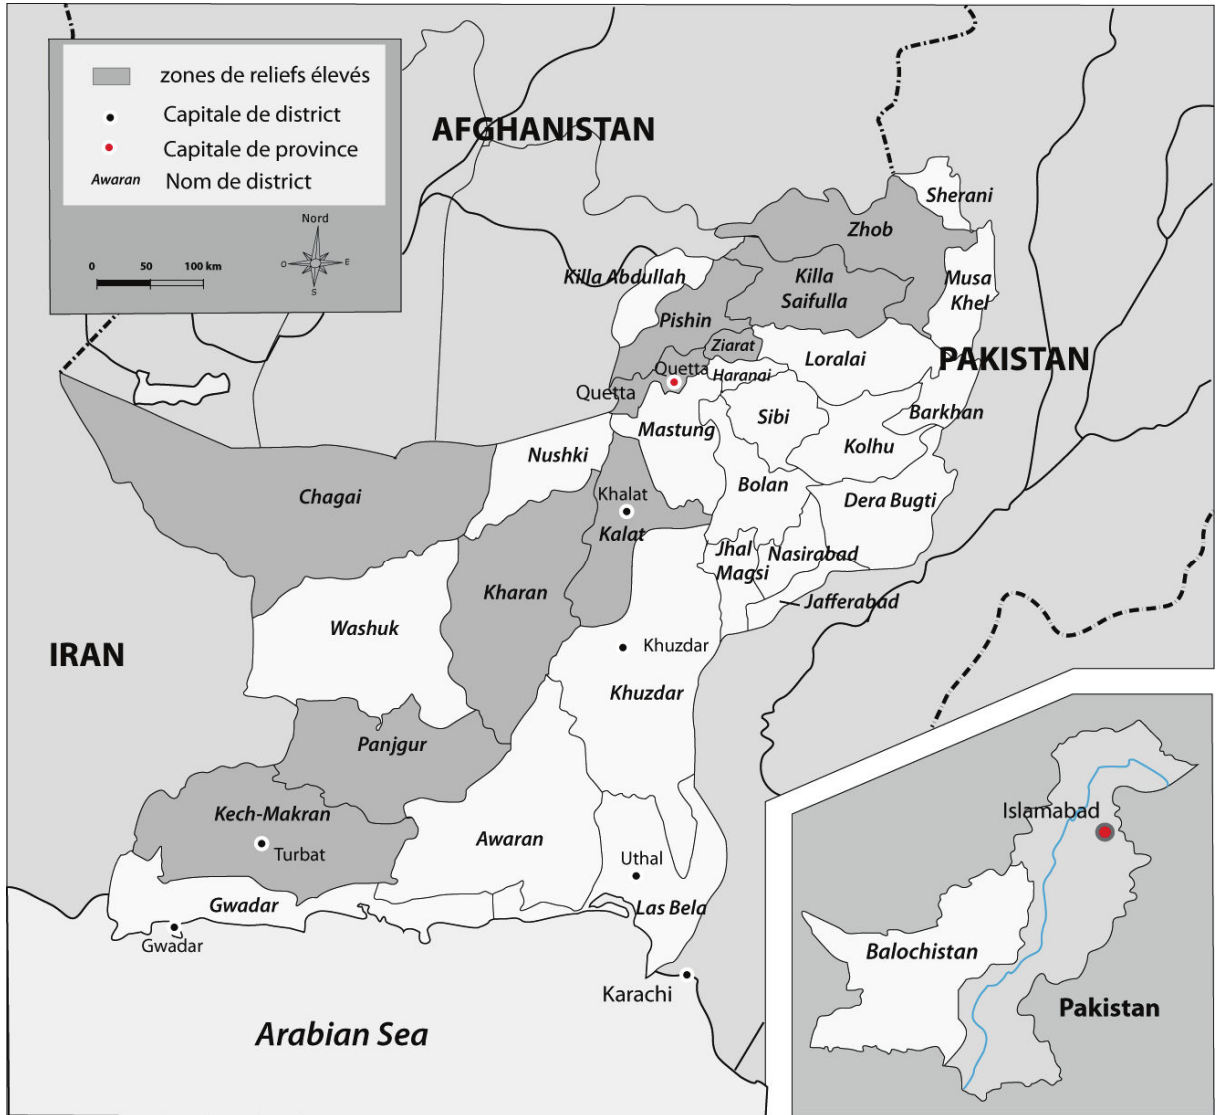 zones de reliefs élevés
Capitale de district
Capitale de province
Awaran Nom de district
Nord
O E
S
0 50 100 km
AFGHANISTAN
Sherani
Zhob
Killa Abdullah
Killa
Saifulla
Musa
Khel
Pishin
Ziarat
Loralai
PAKISTAN
Quetta
Haranai
Quetta
Sibi
Barkhan
Mastung
Kolhu
Nushki
Bolan
Chagai
Khalat
Dera Bugti
Kalat
Jhal
Magsi
Nasirabad
Kharan
Jafferabad
Washuk
IRAN
Khuzdar
Khuzdar
Panjgur
Kech-Makran
Turbat
Awaran
Uthal
Gwadar
Las Bela
Gwadar
Karachi
Arabian Sea
Islamabad
Balochistan
Pakistan